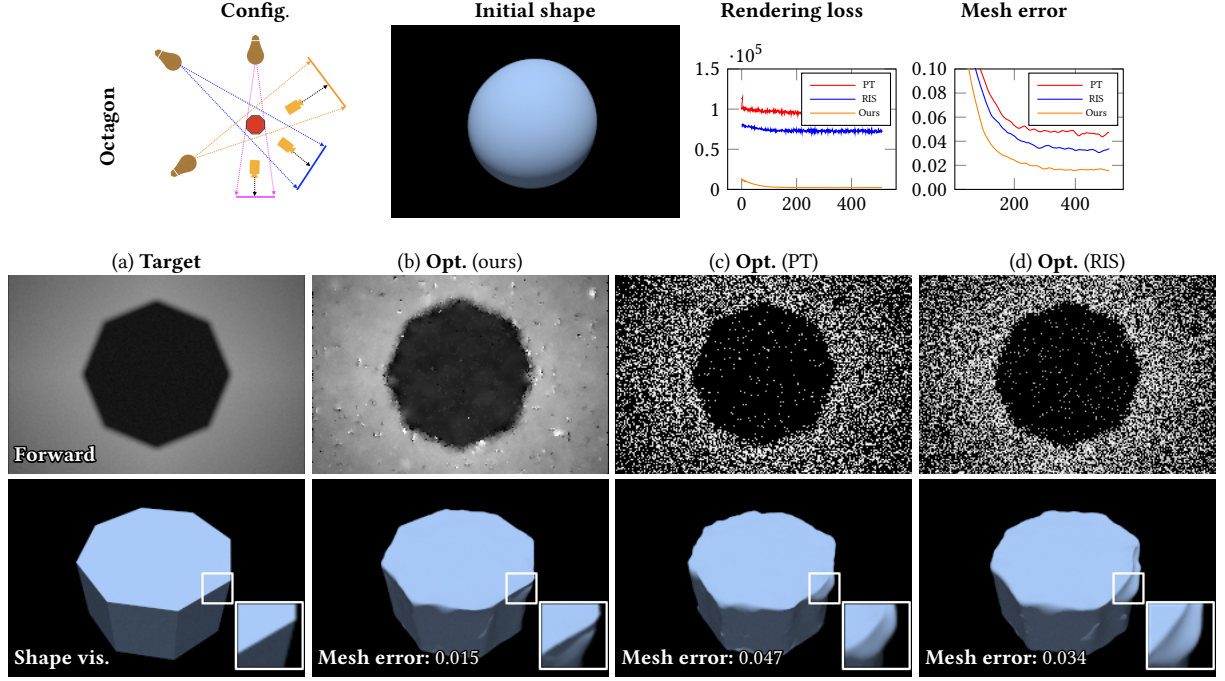 Config.
Initial shape
Rendering loss
Mesh error
Octagon
·10^5
1.5
1
0.5
0
0
200
400
PT
RIS
Ours
0.10
0.08
0.06
0.04
0.02
0.00
200
400
PT
RIS
Ours
(a) Target
(b) Opt. (ours)
(c) Opt. (PT)
(d) Opt. (RIS)
Forward
Shape vis.
Mesh error: 0.015
Mesh error: 0.047
Mesh error: 0.034